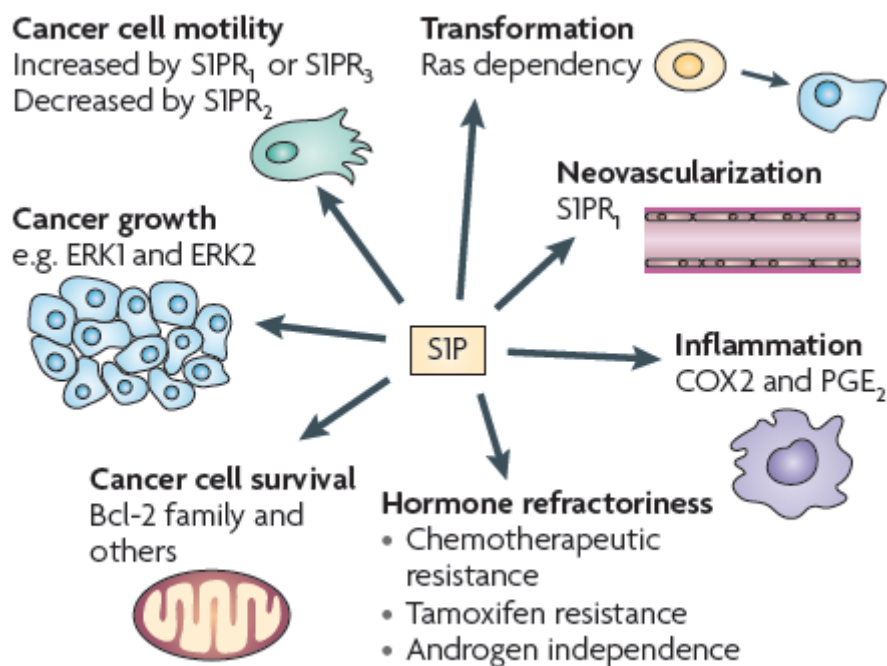 Cancer cell motility
Increased by S1PR₁ or S1PR₃
Decreased by S1PR₂
Transformation
Ras dependency
Neovascularization
S1PR₁
Cancer growth
e.g. ERK1 and ERK2
S1P
Inflammation
COX2 and PGE₂
Cancer cell survival
Bcl-2 family and
others
Hormone refractoriness
• Chemotherapeutic
resistance
• Tamoxifen resistance
• Androgen independence